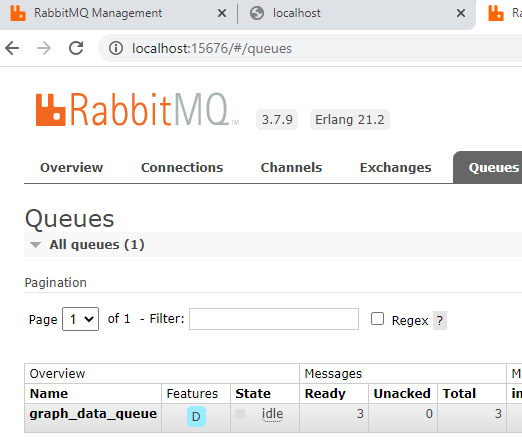 RabbitMQ Management × localhost × Ra
localhost:15676/#/queues
RabbitMQ™ 3.7.9 Erlang 21.2
Overview Connections Channels Exchanges Queues
Queues
All queues (1)
Pagination
Page 1 of 1 - Filter: Regex ?
Overview Messages M
Name Features State Ready Unacked Total in
graph_data_queue D idle 3 0 3